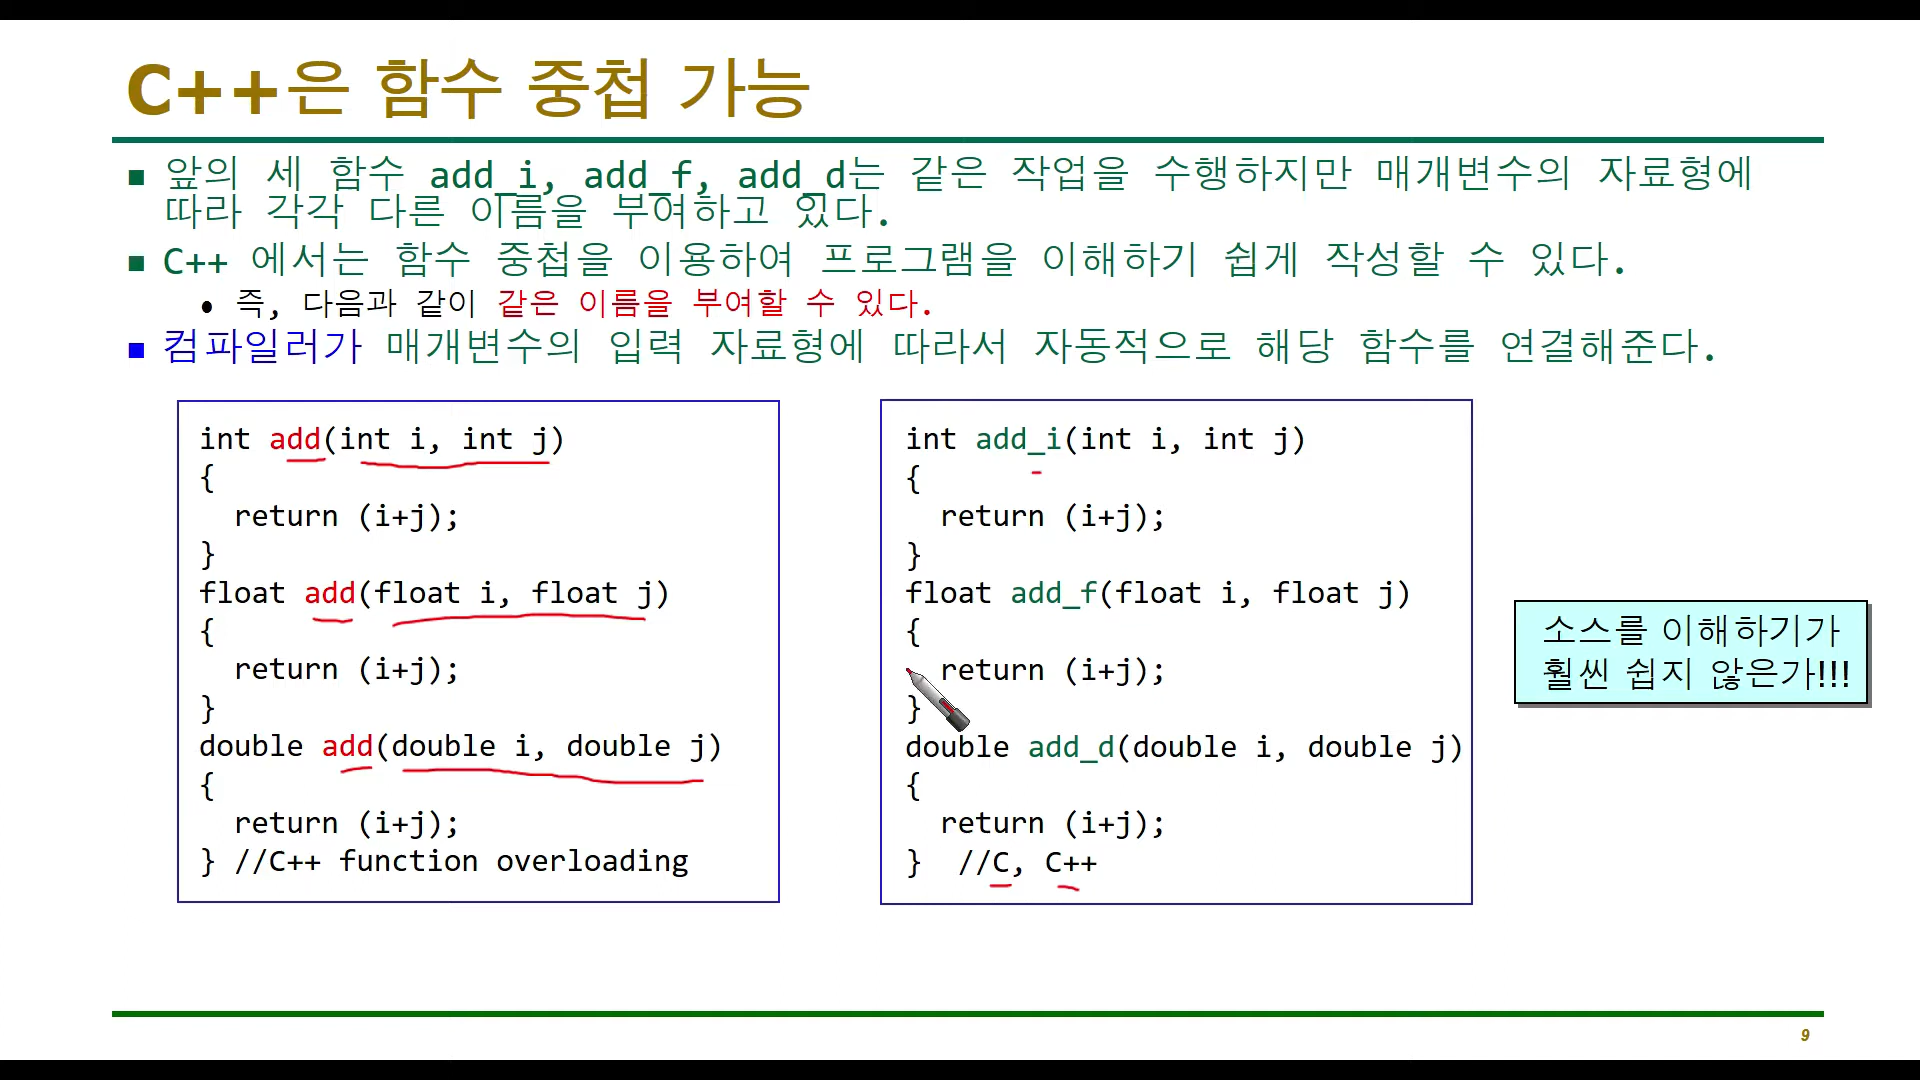 C++은 함수 중첩 가능
앞의 세 함수 add_i, add_f, add_d는 같은 작업을 수행하지만 매개변수의 자료형에
따라 각각 다른 이름을 부여하고 있다.
C++ 에서는 함수 중첩을 이용하여 프로그램을 이해하기 쉽게 작성할 수 있다.
즉, 다음과 같이 같은 이름을 부여할 수 있다.
컴파일러가 매개변수의 입력 자료형에 따라서 자동적으로 해당 함수를 연결해준다.
int add(int i, int j)
{
  return (i+j);
}
float add(float i, float j)
{
  return (i+j);
}
double add(double i, double j)
{
  return (i+j);
} //C++ function overloading
int add_i(int i, int j)
{
  return (i+j);
}
float add_f(float i, float j)
{
  return (i+j);
}
double add_d(double i, double j)
{
  return (i+j);
}  //C, C++
소스를 이해하기가
훨씬 쉽지 않은가!!!
9